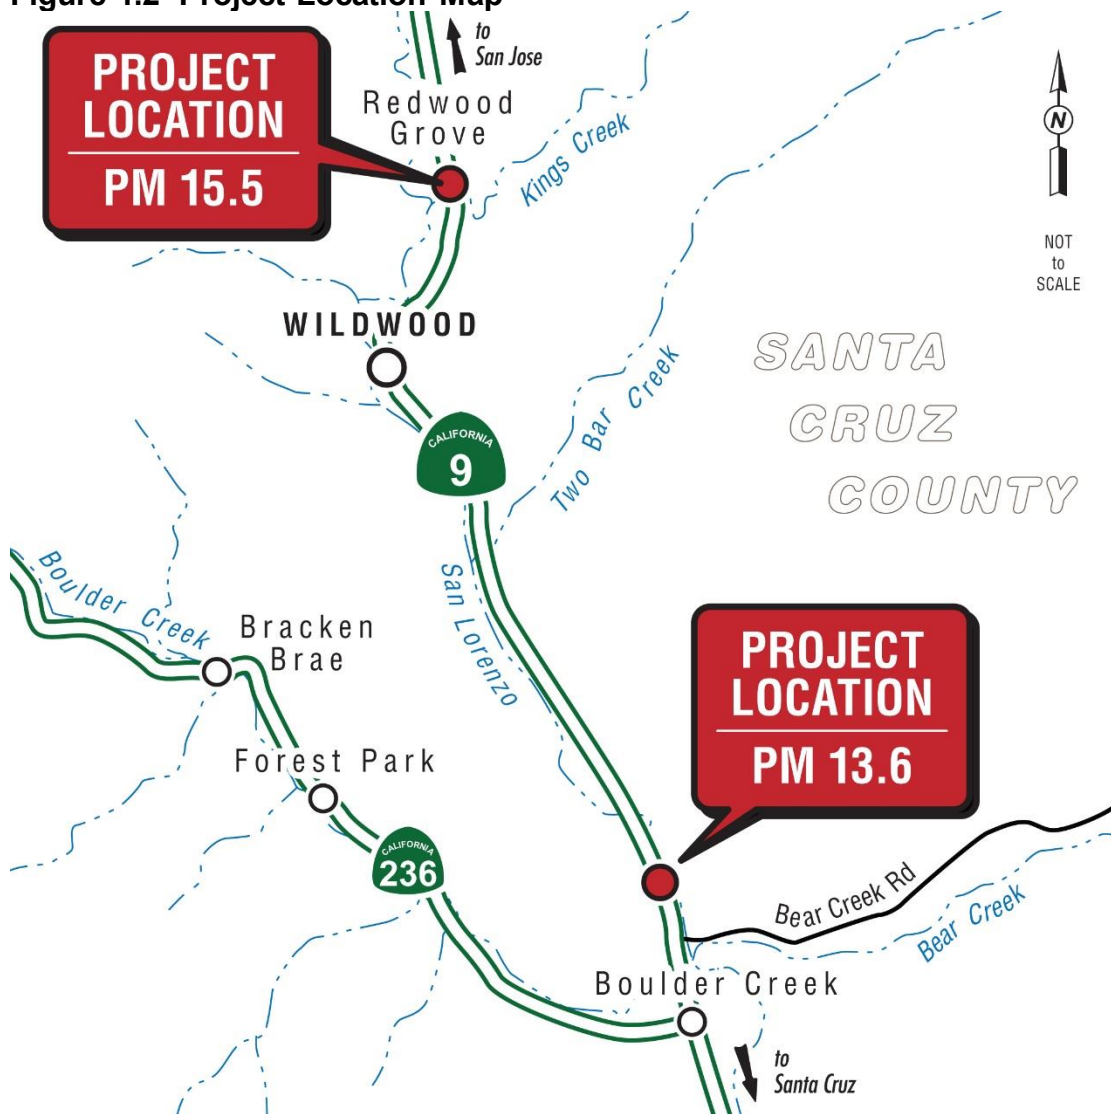 Figure 1.2 Project Location Map
to
San Jose
PROJECT
LOCATION
PM 15.5
Redwood
Grove
Kings Creek
N
NOT
to
SCALE
WILDWOOD
SANTA
CRUZ
COUNTY
CALIFORNIA
9
Two Bar Creek
San Lorenzo
Boulder Creek
Bracken
Brae
PROJECT
LOCATION
PM 13.6
Forest Park
CALIFORNIA
236
Bear Creek Rd
Bear Creek
Boulder Creek
to
Santa Cruz